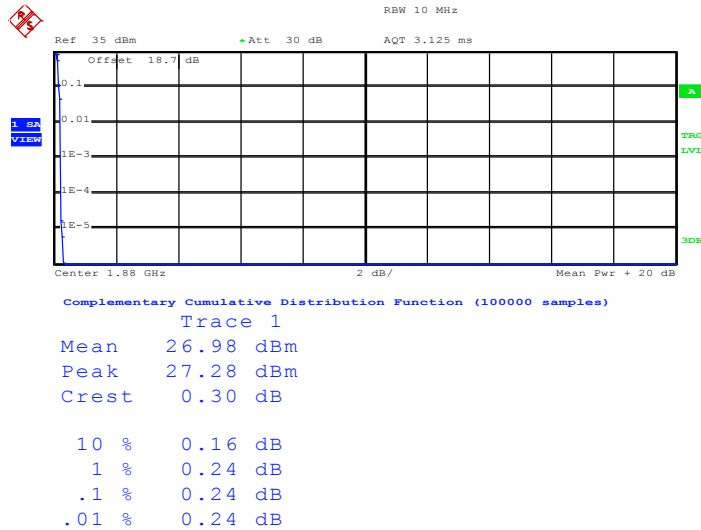 RBW 10 MHz
Ref 35 dBm * Att 30 dB AQT 3.125 ms
Offset 18.7 dB
0.1
A
0.01
1 SA
VIEW
TRG
LVL
1E-3
1E-4
1E-5
3DB
Center 1.88 GHz 2 dB/ Mean Pwr + 20 dB
Complementary Cumulative Distribution Function (100000 samples)
Trace 1
Mean 26.98 dBm
Peak 27.28 dBm
Crest 0.30 dB
10 % 0.16 dB
1 % 0.24 dB
.1 % 0.24 dB
.01 % 0.24 dB